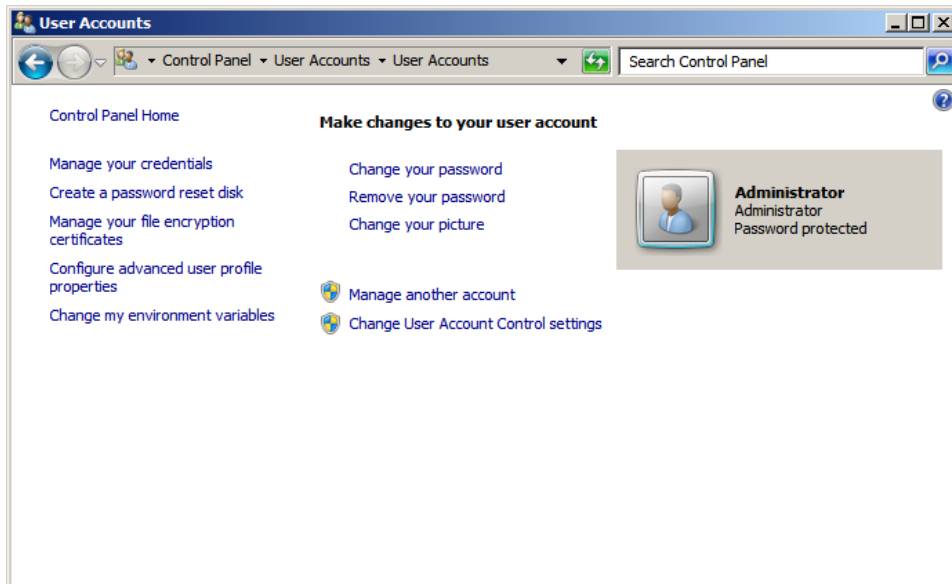 User Accounts
Control Panel User Accounts User Accounts
Search Control Panel
Control Panel Home
Manage your credentials
Create a password reset disk
Manage your file encryption
certificates
Configure advanced user profile
properties
Change my environment variables
Make changes to your user account
Change your password
Remove your password
Change your picture
Manage another account
Change User Account Control settings
Administrator
Administrator
Password protected